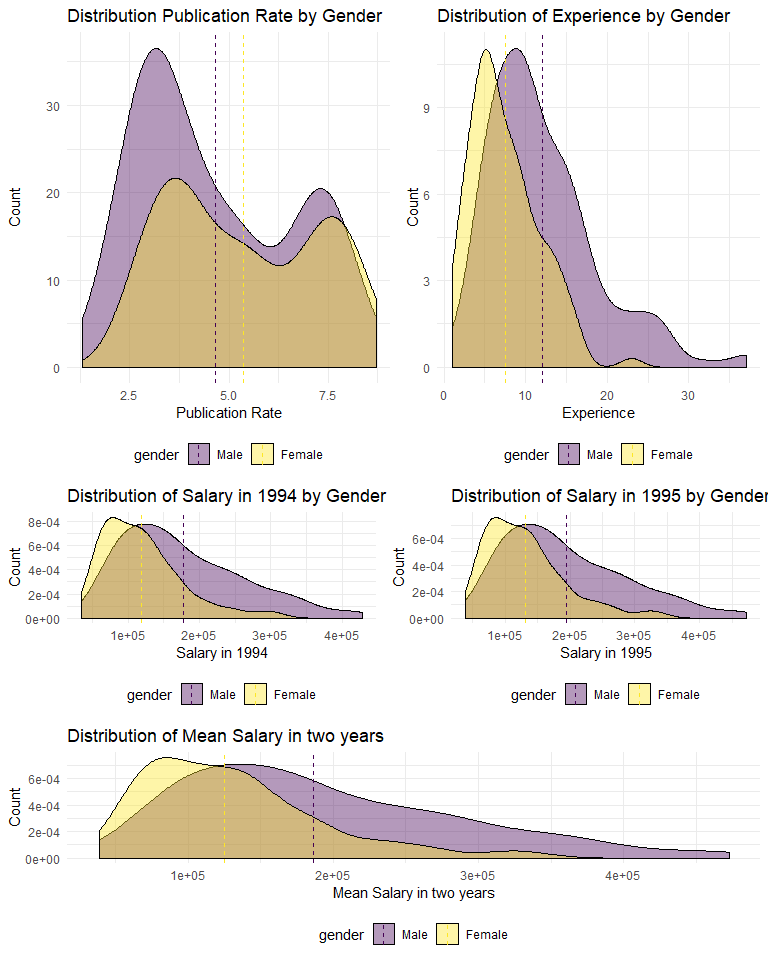 Distribution Publication Rate by Gender
Count
30
20
10
0
2.5 5.0 7.5
Publication Rate
gender Male Female
Distribution of Experience by Gender
Count
9
6
3
0
0 10 20 30
Experience
gender Male Female
Distribution of Salary in 1994 by Gender
Count
8e-04
6e-04
4e-04
2e-04
0e+00
1e+05 2e+05 3e+05 4e+05
Salary in 1994
gender Male Female
Distribution of Salary in 1995 by Gender
Count
6e-04
4e-04
2e-04
0e+00
1e+05 2e+05 3e+05 4e+05
Salary in 1995
gender Male Female
Distribution of Mean Salary in two years
Count
6e-04
4e-04
2e-04
0e+00
1e+05 2e+05 3e+05 4e+05
Mean Salary in two years
gender Male Female